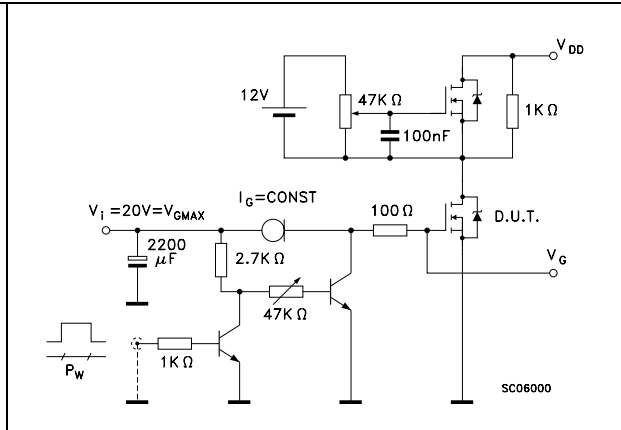 V DD
12V
47K Ω
1K Ω
100nF
I G =CONST
V i =20V=V GMAX
100 Ω
D.U.T.
2200
μF
2.7K Ω
V G
47K Ω
1K Ω
P W
SC06000